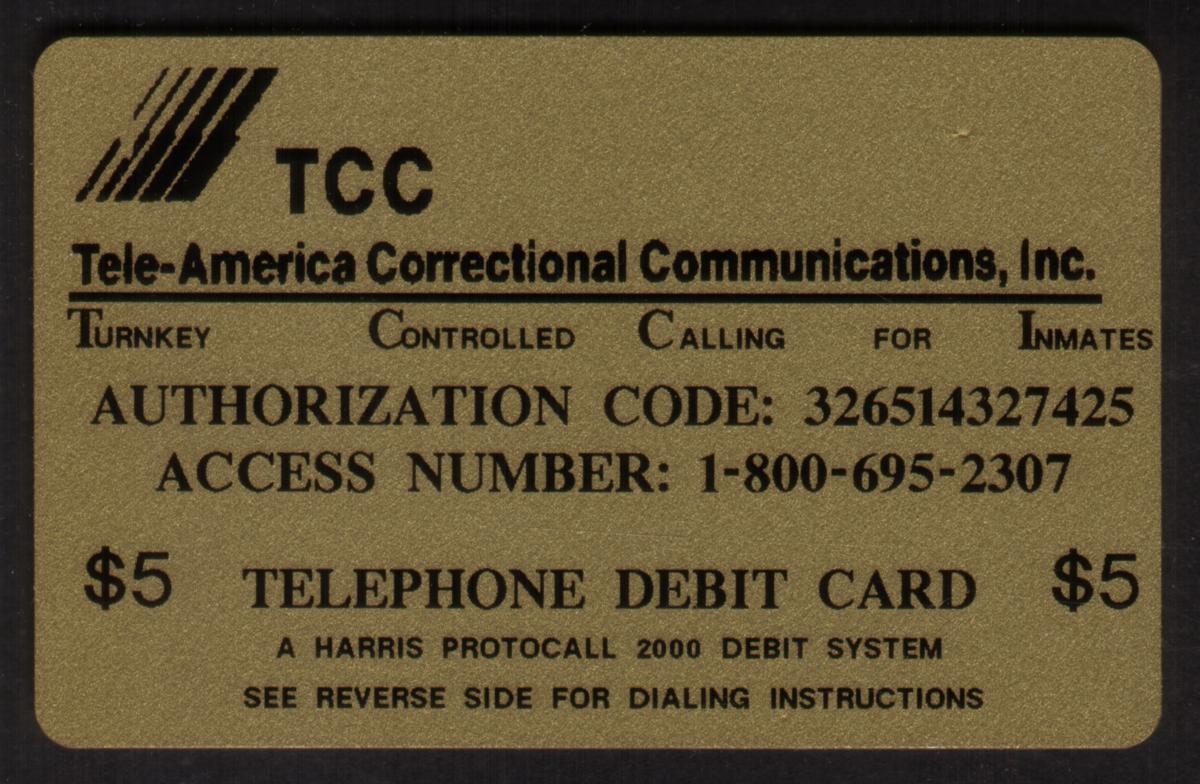 TCC
Tele-America Correctional Communications, Inc.
TURNKEY CONTROLLED CALLING FOR INMATES
AUTHORIZATION CODE: 326514327425
ACCESS NUMBER: 1-800-695-2307
$5 TELEPHONE DEBIT CARD $5
A HARRIS PROTOCALL 2000 DEBIT SYSTEM
SEE REVERSE SIDE FOR DIALING INSTRUCTIONS